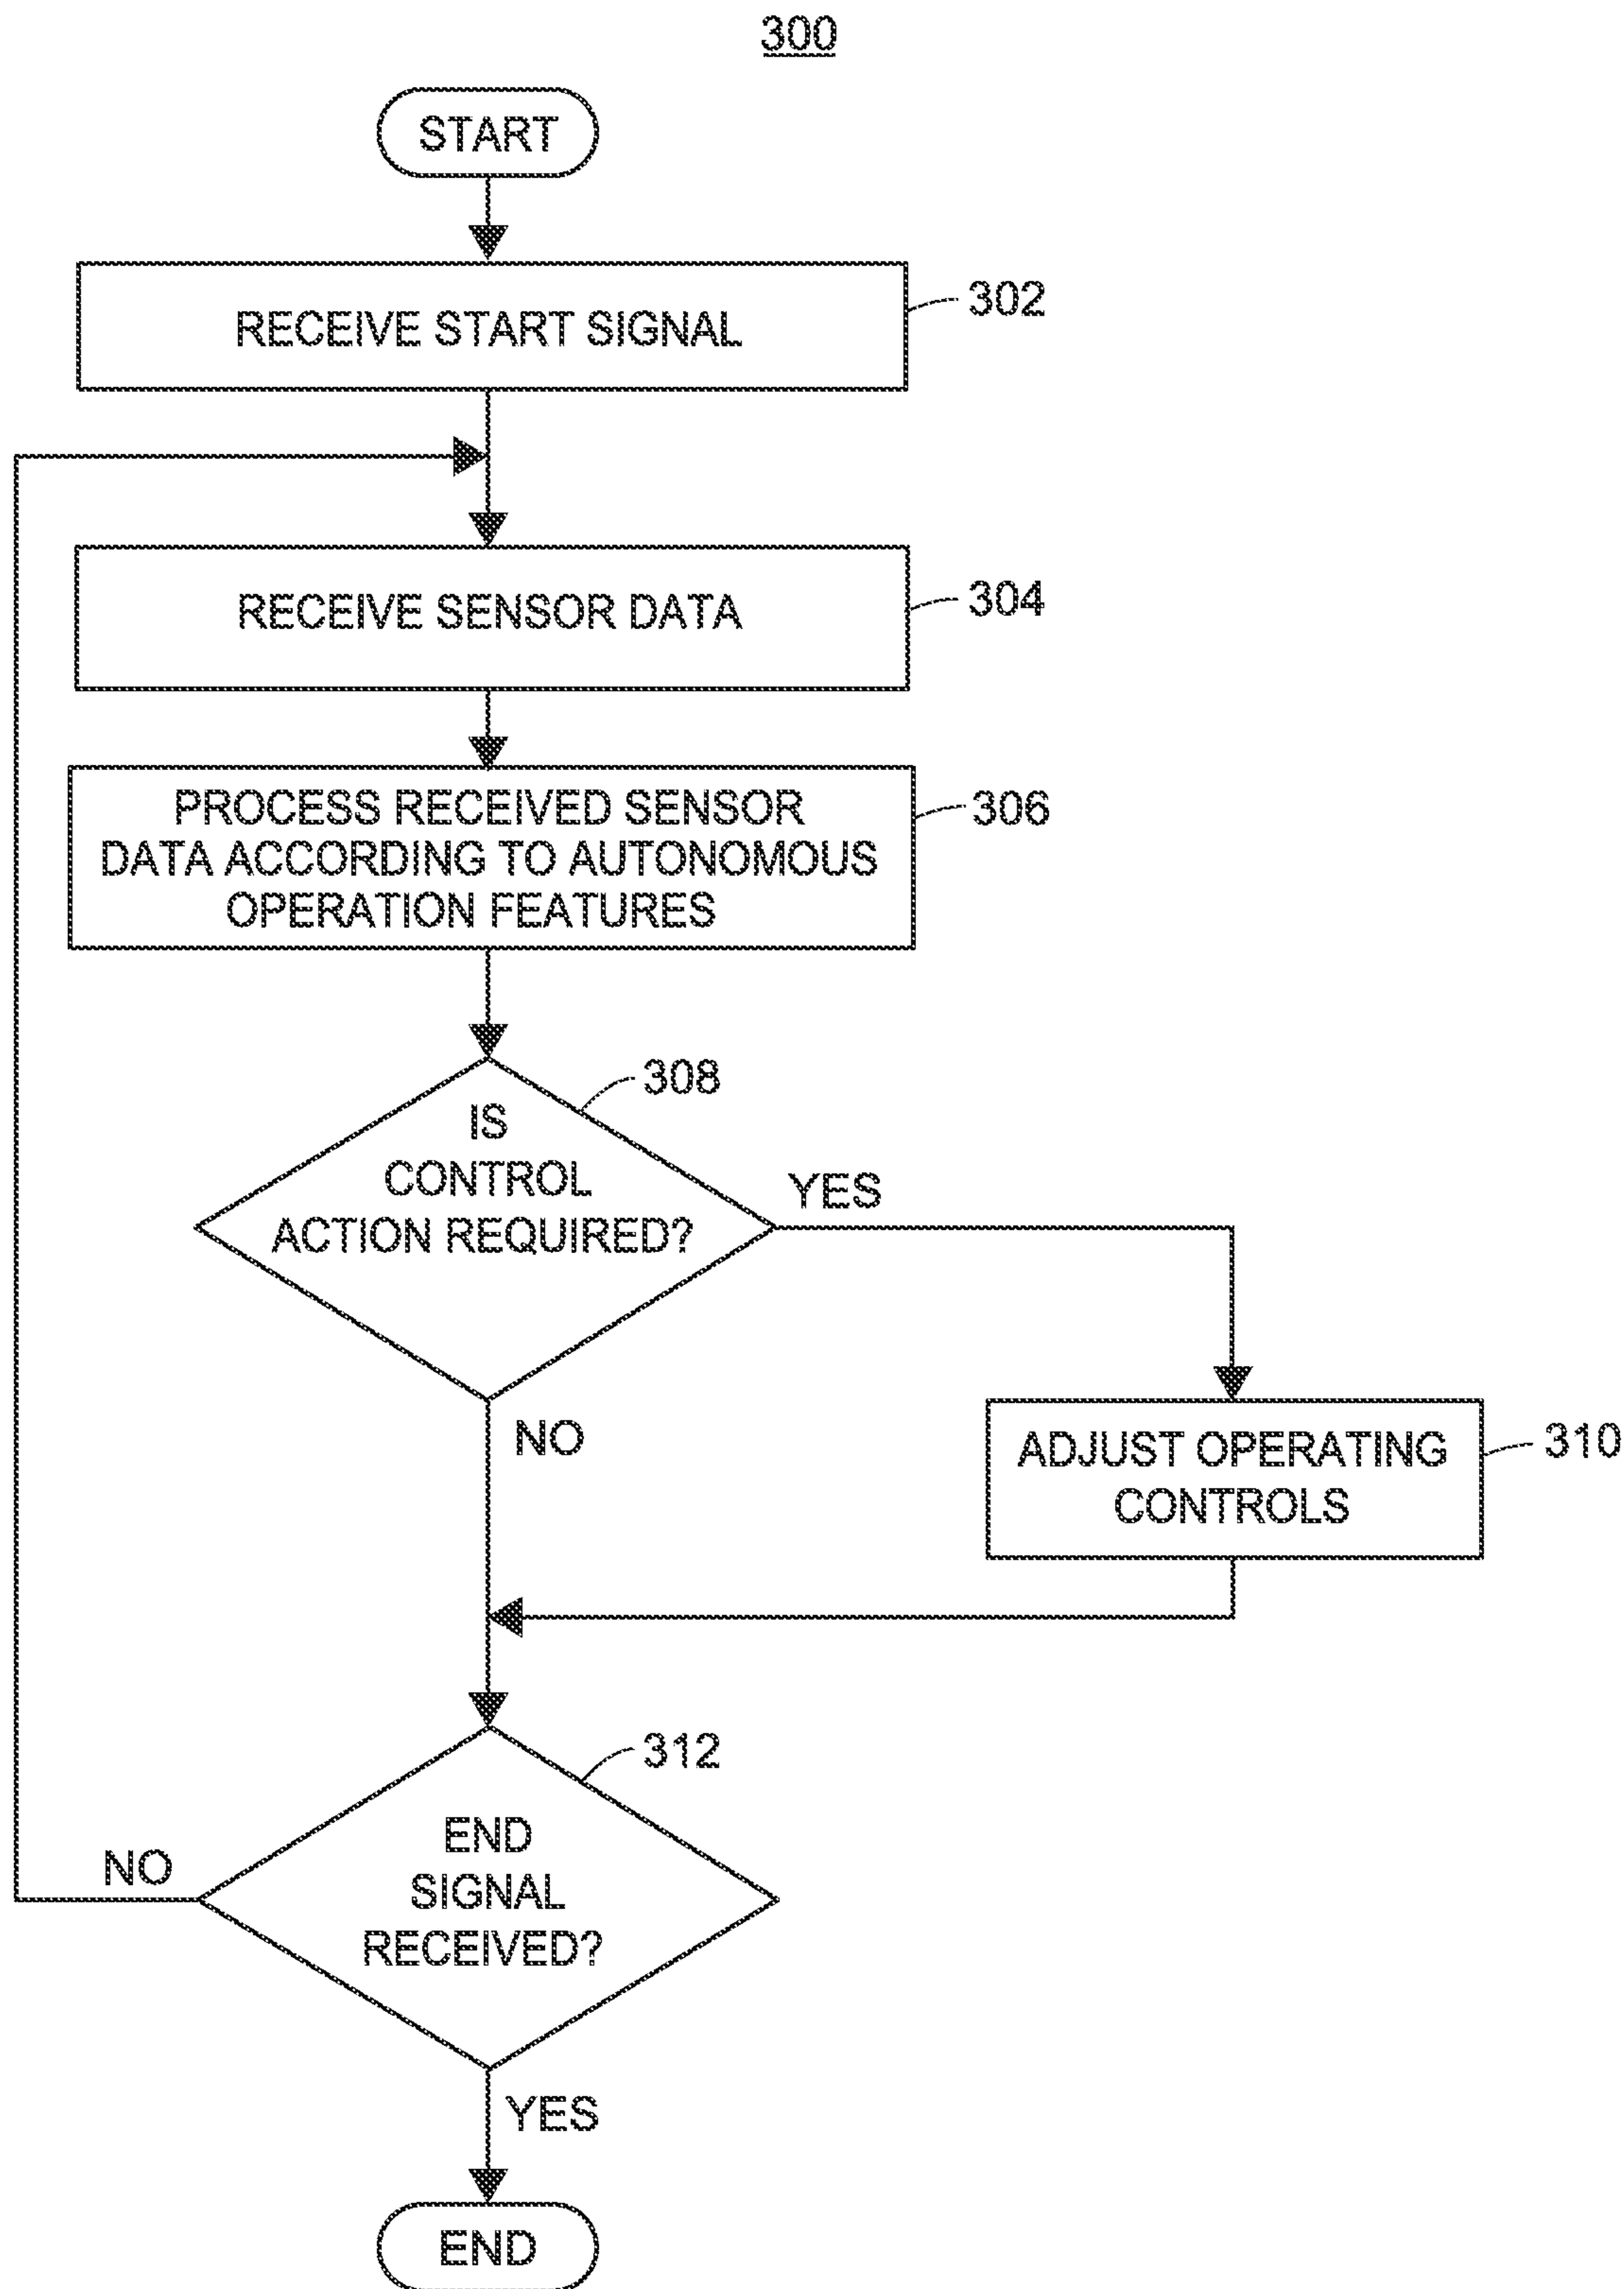 300
START
RECEIVE START SIGNAL
302
RECEIVE SENSOR DATA
304
PROCESS RECEIVED SENSOR
DATA ACCORDING TO AUTONOMOUS
OPERATION FEATURES
306
308
IS
CONTROL
ACTION REQUIRED?
YES
NO
ADJUST OPERATING
CONTROLS
310
312
END
SIGNAL
RECEIVED?
NO
YES
END